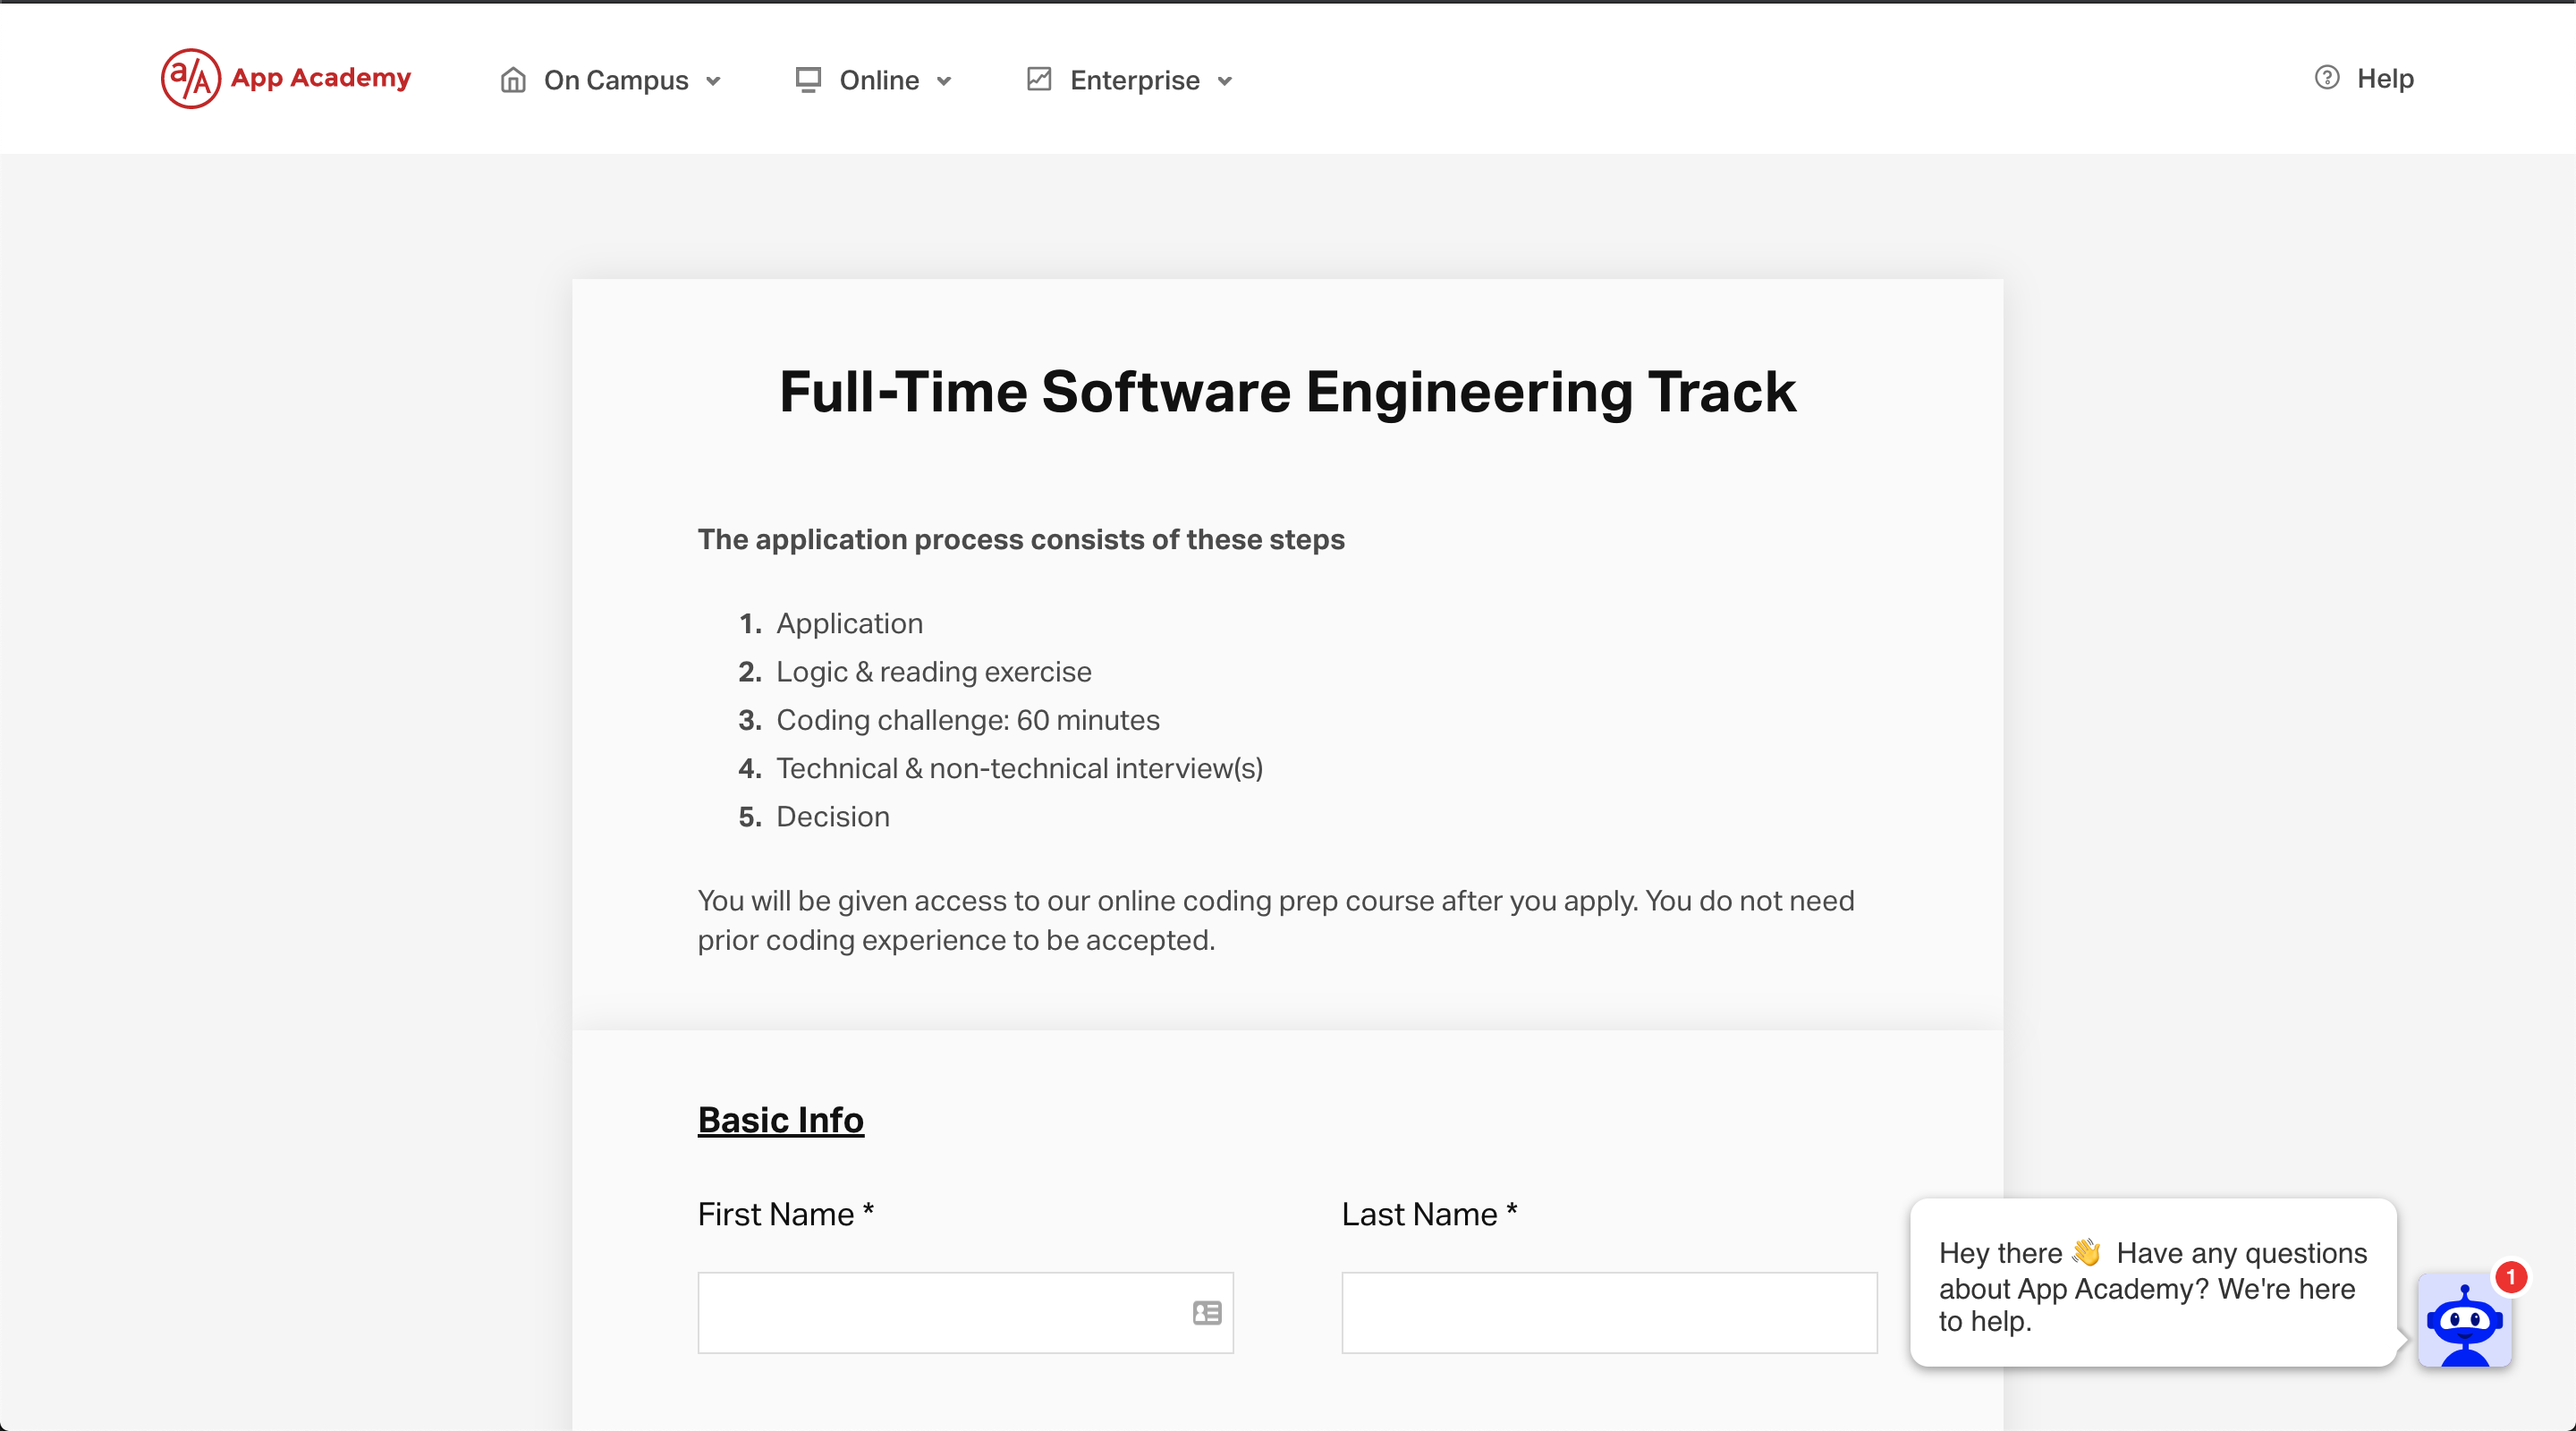 a/A App Academy
On Campus
Online
Enterprise
Help
Full-Time Software Engineering Track
The application process consists of these steps
1. Application
2. Logic & reading exercise
3. Coding challenge: 60 minutes
4. Technical & non-technical interview(s)
5. Decision
You will be given access to our online coding prep course after you apply. You do not need
prior coding experience to be accepted.
Basic Info
First Name *
Last Name *
Hey there 👋 Have any questions
about App Academy? We're here
to help.
1